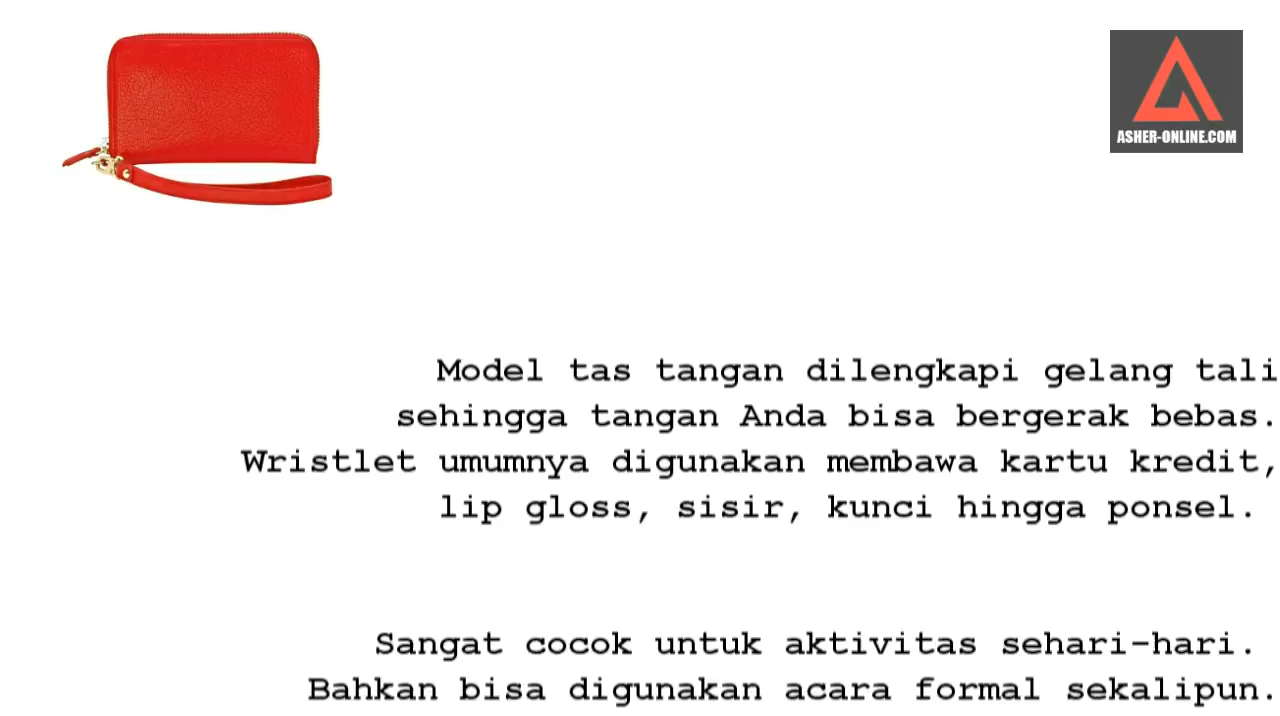 ASHER-ONLINE.COM
Model tas tangan dilengkapi gelang tali
sehingga tangan Anda bisa bergerak bebas.
Wristlet umumnya digunakan membawa kartu kredit,
lip gloss, sisir, kunci hingga ponsel.
Sangat cocok untuk aktivitas sehari-hari.
Bahkan bisa digunakan acara formal sekalipun.